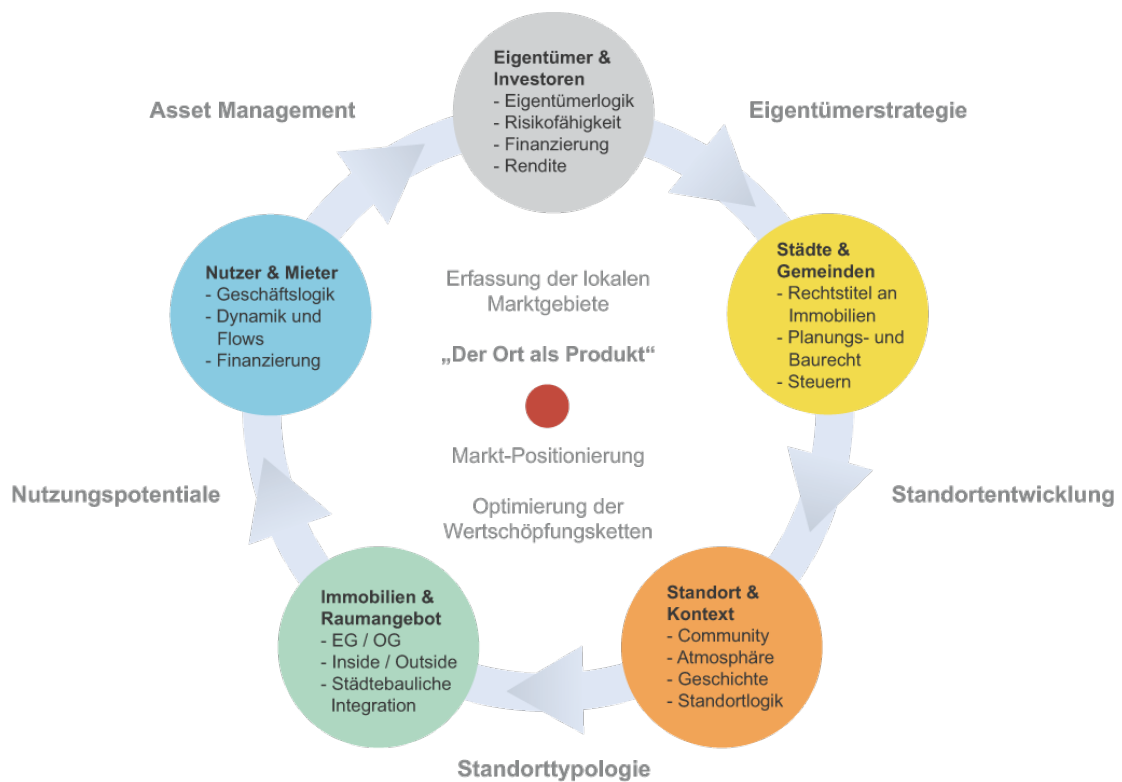 Eigentümer &
Investoren
- Eigentümerlogik
- Risikofähigkeit
- Finanzierung
- Rendite
Asset Management
Eigentümerstrategie
Nutzer & Mieter
- Geschäftslogik
- Dynamik und
Flows
- Finanzierung
Erfassung der lokalen
Marktgebiete
„Der Ort als Produkt“
Markt-Positionierung
Optimierung der
Wertschöpfungsketten
Städte &
Gemeinden
- Rechtstitel an
Immobilien
- Planungs- und
Baurecht
- Steuern
Nutzungspotentiale
Standortentwicklung
Immobilien &
Raumangebot
- EG / OG
- Inside / Outside
- Städtebauliche
Integration
Standort &
Kontext
- Community
- Atmosphäre
- Geschichte
- Standortlogik
Standorttypologie